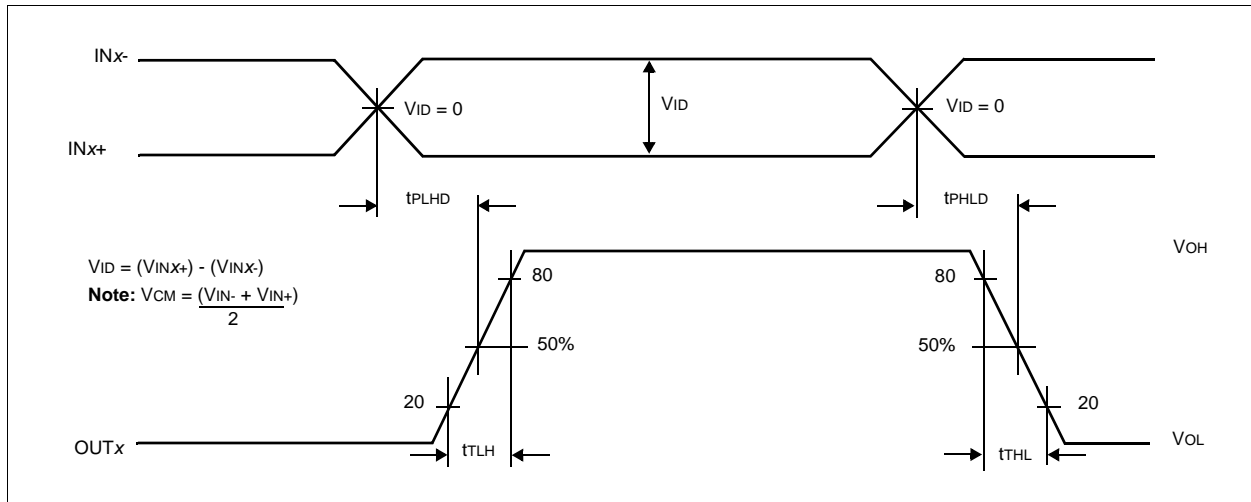 INx-
VID = 0
VID
VID = 0
INx+
tPLHD
tPHLD
VOH
VID = (VINX+) - (VINX-)
80
80
Note: VCM = (VIN- + VIN+)
2
50%
50%
20
20
OUTx
tTLH
tTHL
VOL